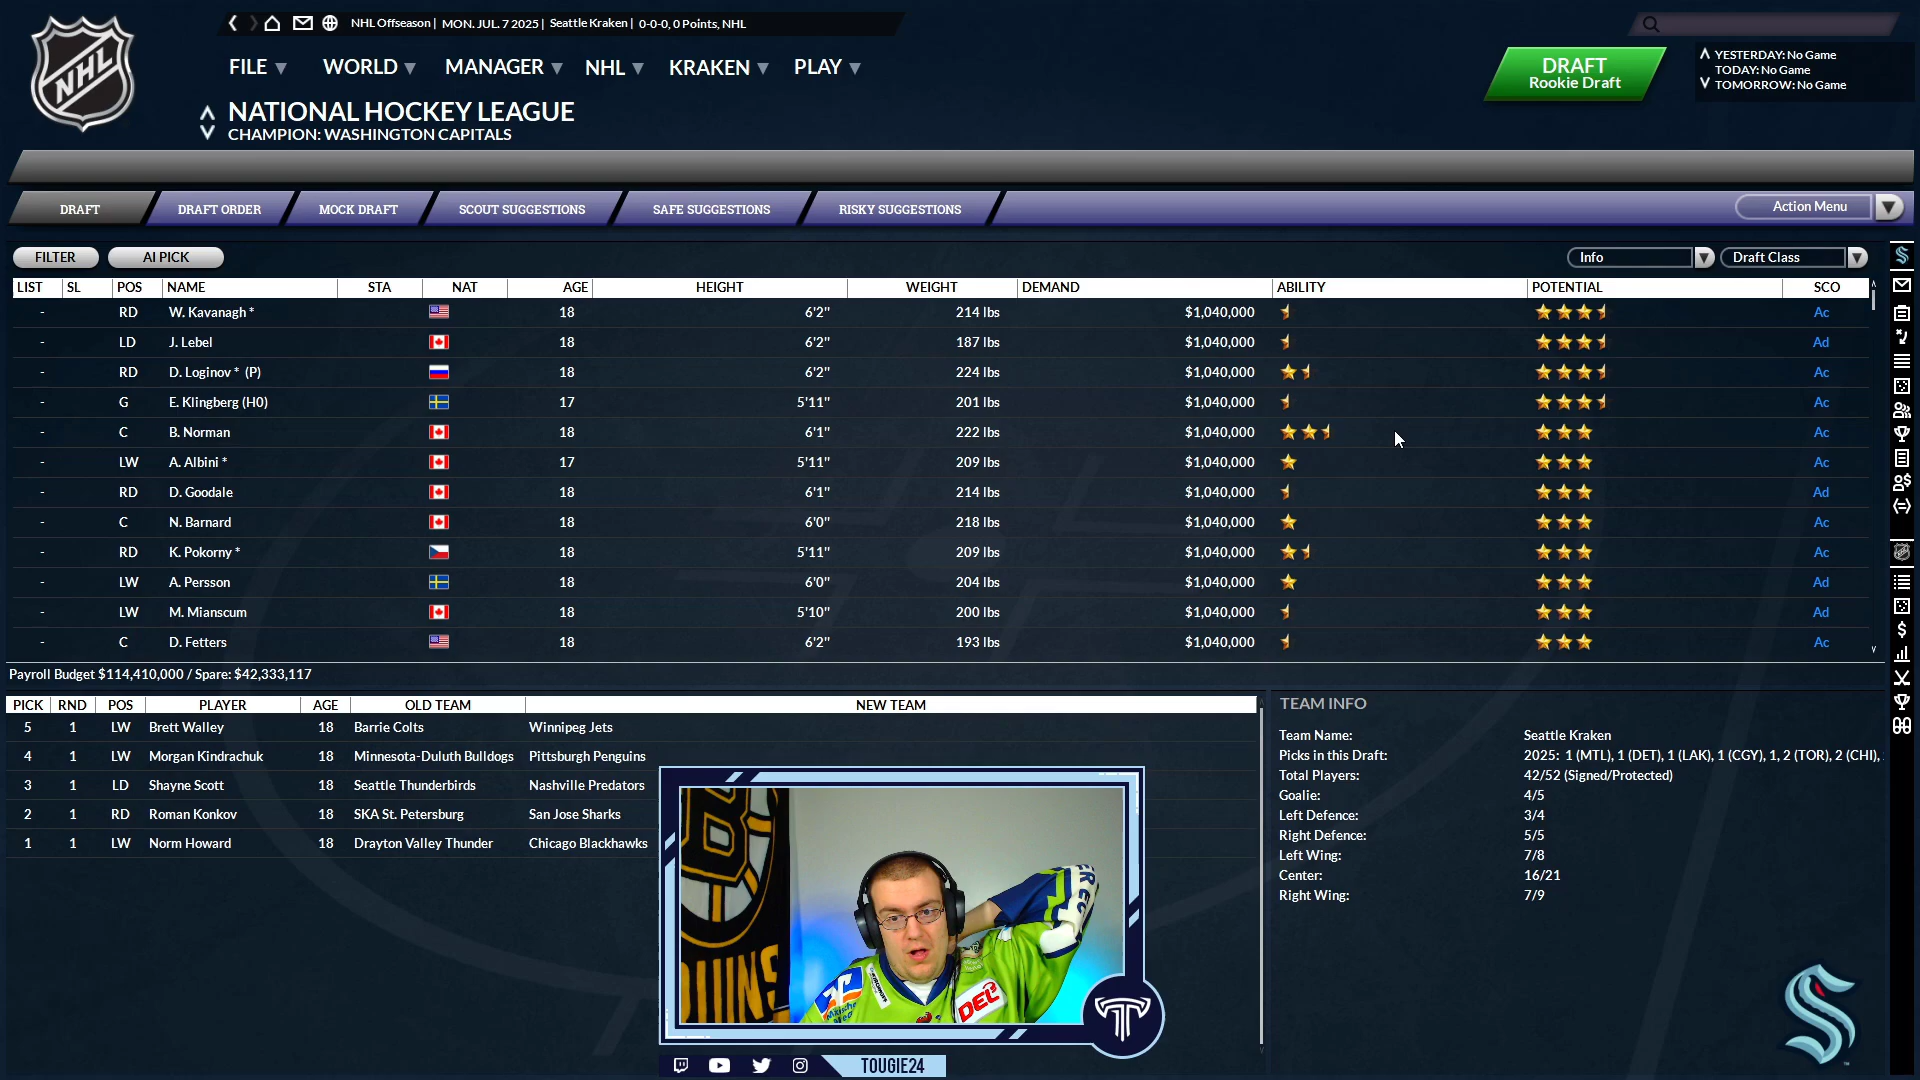 NHL Offseason | MON. JUL. 7 2025 | Seattle Kraken | 0-0-0, 0 Points, NHL
NHL
FILE WORLD MANAGER NHL KRAKEN PLAY
DRAFT
Rookie Draft
YESTERDAY: No Game
TODAY: No Game
TOMORROW: No Game
NATIONAL HOCKEY LEAGUE
CHAMPION: WASHINGTON CAPITALS
DRAFT DRAFT ORDER MOCK DRAFT SCOUT SUGGESTIONS SAFE SUGGESTIONS RISKY SUGGESTIONS Action Menu
FILTER AI PICK Info Draft Class
LIST SL POS NAME STA NAT AGE HEIGHT WEIGHT DEMAND ABILITY POTENTIAL SCO
- RD W. Kavanagh * 18 6'2" 214 lbs $1,040,000 Ac
- LD J. Lebel 18 6'2" 187 lbs $1,040,000 Ad
- RD D. Loginov * (P) 18 6'2" 224 lbs $1,040,000 Ac
- G E. Klingberg (H0) 17 5'11" 201 lbs $1,040,000 Ac
- C B. Norman 18 6'1" 222 lbs $1,040,000 Ac
- LW A. Albini * 17 5'11" 209 lbs $1,040,000 Ac
- RD D. Goodale 18 6'1" 214 lbs $1,040,000 Ad
- C N. Barnard 18 6'0" 218 lbs $1,040,000 Ac
- RD K. Pokorny * 18 5'11" 209 lbs $1,040,000 Ac
- LW A. Persson 18 6'0" 204 lbs $1,040,000 Ad
- LW M. Mianscum 18 5'10" 200 lbs $1,040,000 Ad
- C D. Fetters 18 6'2" 193 lbs $1,040,000 Ac
Payroll Budget $114,410,000 / Spare: $42,333,117
PICK RND POS PLAYER AGE OLD TEAM NEW TEAM
5 1 LW Brett Walley 18 Barrie Colts Winnipeg Jets
4 1 LW Morgan Kindrachuk 18 Minnesota-Duluth Bulldogs Pittsburgh Penguins
3 1 LD Shayne Scott 18 Seattle Thunderbirds Nashville Predators
2 1 RD Roman Konkov 18 SKA St. Petersburg San Jose Sharks
1 1 LW Norm Howard 18 Drayton Valley Thunder Chicago Blackhawks
TEAM INFO
Team Name: Seattle Kraken
Picks in this Draft: 2025: 1 (MTL), 1 (DET), 1 (LAK), 1 (CGY), 1, 2 (TOR), 2 (CHI),
Total Players: 42/52 (Signed/Protected)
Goalie: 4/5
Left Defence: 3/4
Right Defence: 5/5
Left Wing: 7/8
Center: 16/21
Right Wing: 7/9
B
DEL
TOUGIE24